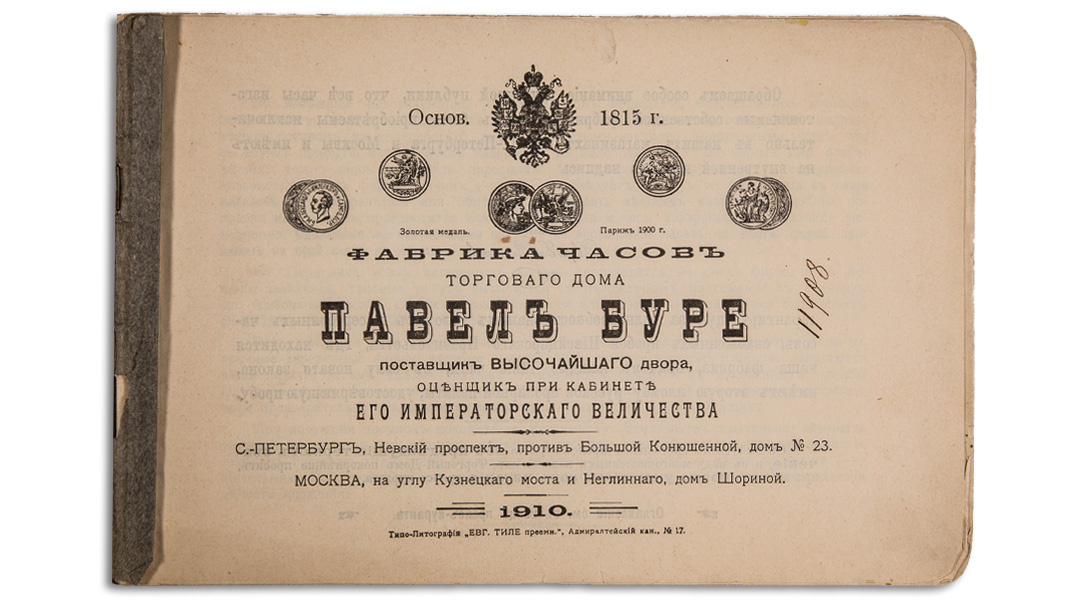 Основ. 1815 г.
Золотая медаль. Парижъ 1900 г.
ФАБРИКА ЧАСОВЪ
ТОРГОВАГО ДОМА
ПАВЕЛЪ БУРЕ
ПОСТАВЩИКЪ ВЫСОЧАЙШАГО ДВОРА,
ОЦѢНЩИКЪ ПРИ КАБИНЕТѢ
ЕГО ИМПЕРАТОРСКАГО ВЕЛИЧЕСТВА
С.-ПЕТЕРБУРГЪ, Невскій проспектъ, противъ Большой Конюшенной, домъ № 23.
МОСКВА, на углу Кузнецкаго моста и Неглиннаго, домъ Шориной.
1910.
Типо-Литографія „ЕВГ. ТИЛЕ преемн.", Адмиралтейскій кан., № 17.
11908.